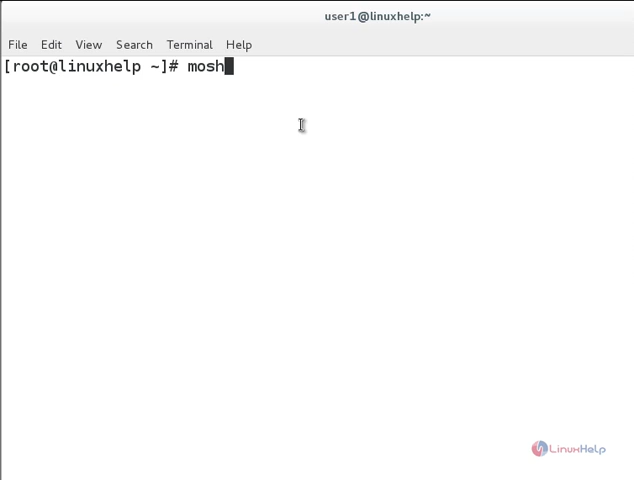 user1@linuxhelp:~
File Edit View Search Terminal Help
[root@linuxhelp ~]# mosh
LinuxHelp